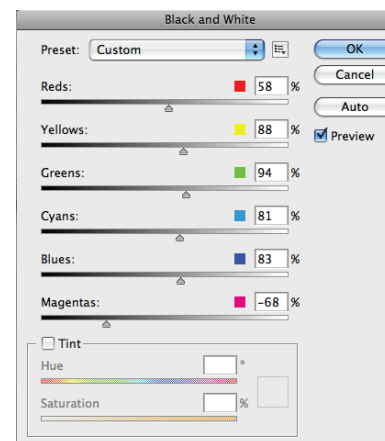 Black and White
Preset: Custom
OK
Cancel
Auto
Preview
Reds: 58 %
Yellows: 88 %
Greens: 94 %
Cyans: 81 %
Blues: 83 %
Magentas: -68 %
Tint
Hue °
Saturation %